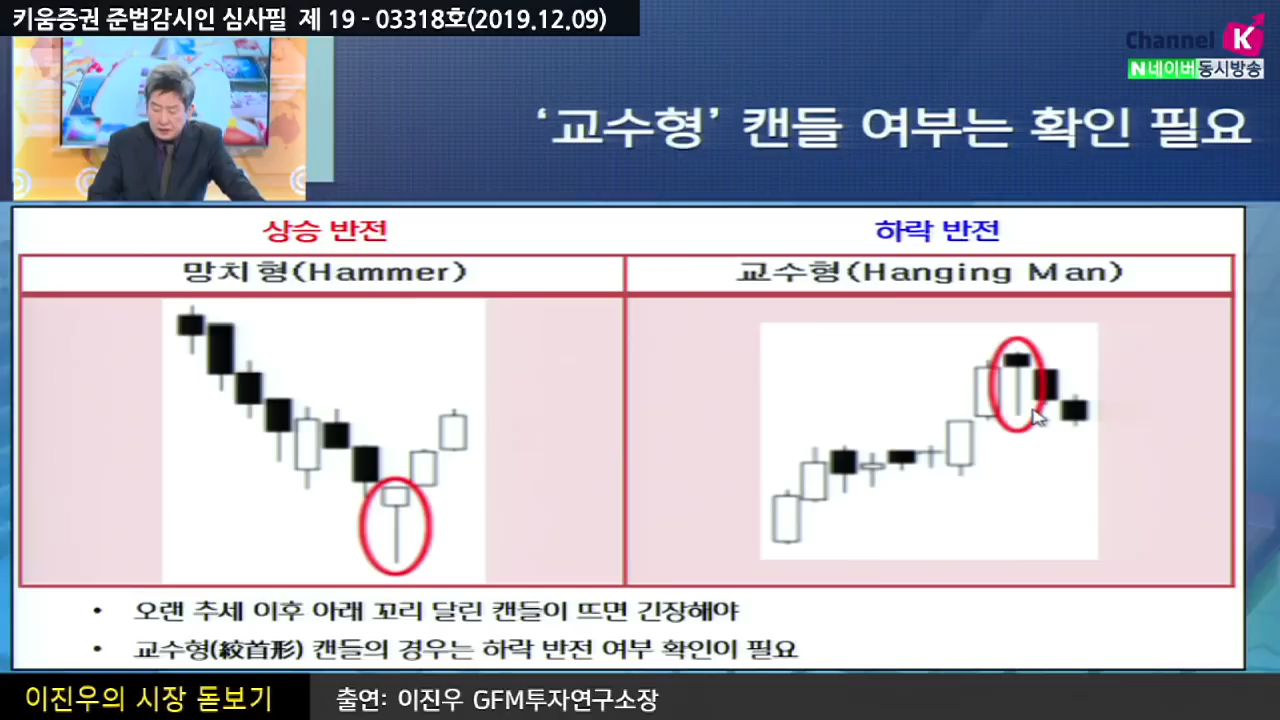 키움증권 준법감시인 심사필 제 19 - 03318호(2019.12.09)
Channel K
N네이버 동시방송
‘교수형’ 캔들 여부는 확인 필요
상승 반전
하락 반전
망치형(Hammer)
교수형(Hanging Man)
• 오랜 추세 이후 아래 꼬리 달린 캔들이 뜨면 긴장해야
• 교수형(絞首形) 캔들의 경우는 하락 반전 여부 확인이 필요
이진우의 시장 돋보기
출연: 이진우 GFM투자연구소장